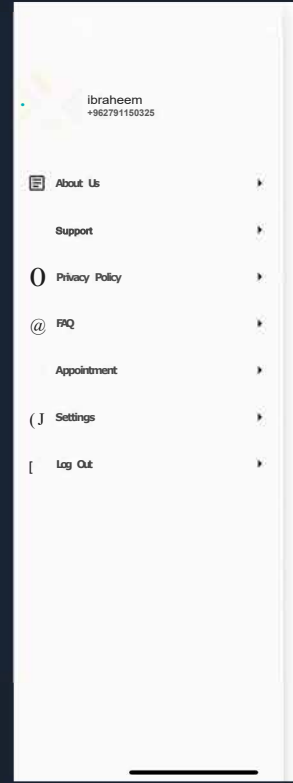 ibraheem
+962791150325
About Us
Support
O Privacy Policy
@ FAQ
Appointment
(J Settings
[ Log Out